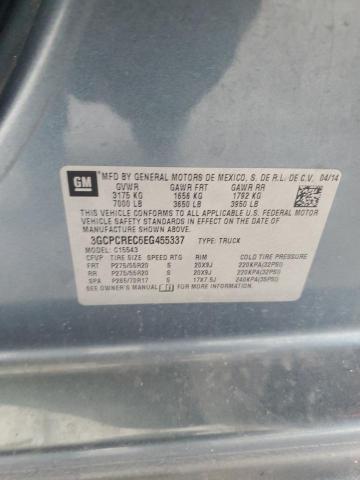 GM
MFD BY GENERAL MOTORS DE MEXICO, S. DE R.L. DE C.V. 04/14
GVWR GAWR FRT GAWR RR
3175 KG 1656 KG 1792 KG
7000 LB 3650 LB 3950 LB
THIS VEHICLE CONFORMS TO ALL APPLICABLE U.S. FEDERAL MOTOR
VEHICLE SAFETY AND THEFT PREVENTION STANDARDS IN EFFECT ON THE DATE OF
MANUFACTURE SHOWN ABOVE.
3GCPCREC6EG455337 TYPE: TRUCK
MODEL: C15543
CFVP TIRE SIZE SPEED RTG RIM COLD TIRE PRESSURE
FRT P275/55R20 S 20X9J 220KPA(32PSI)
RR P275/55R20 S 20X9J 220KPA(32PSI)
SPA P265/70R17 S 17X7.5J 240KPA(35PSI)
SEE OWNER'S MANUAL FOR MORE INFORMATION.